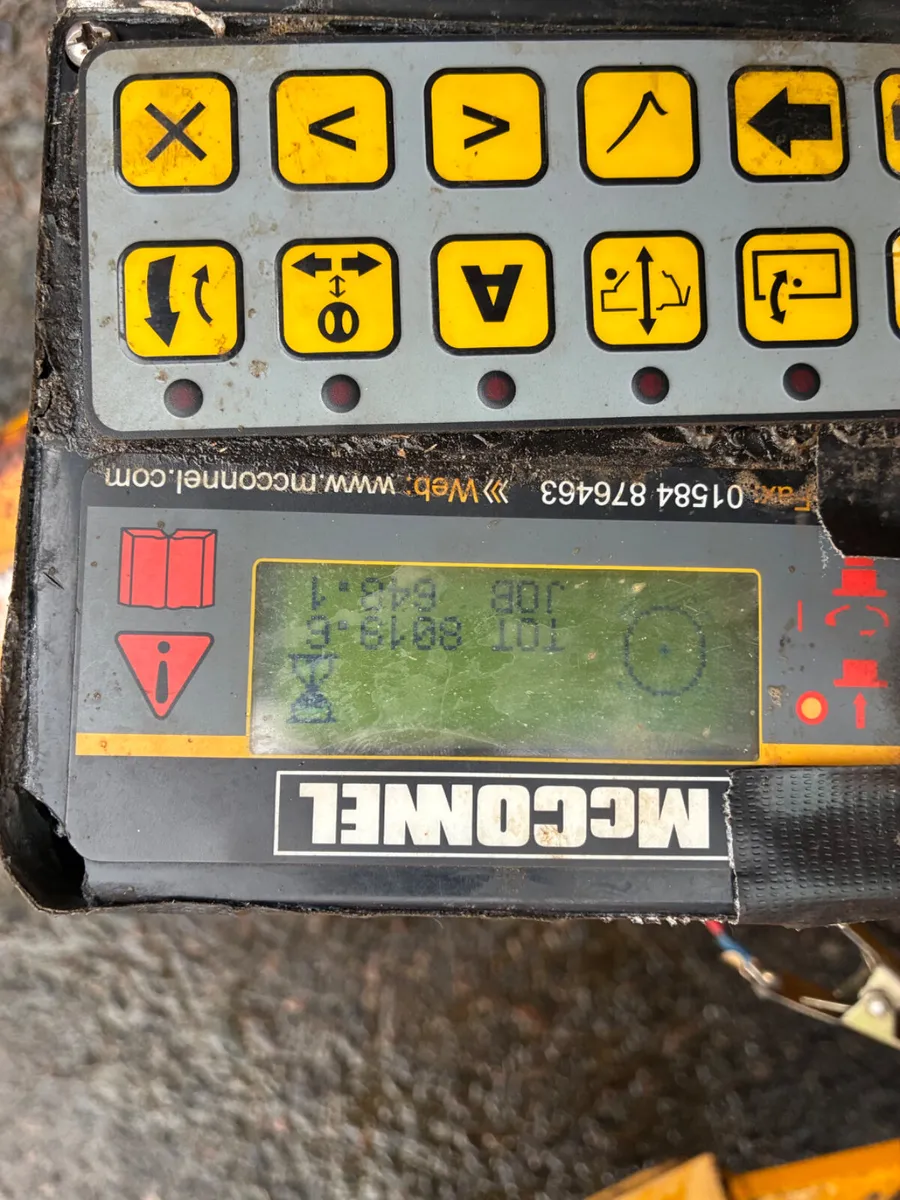 McCONNEL
TOT
JOB
Fax: 01584 876463 » Web: www.mcconnel.com
A